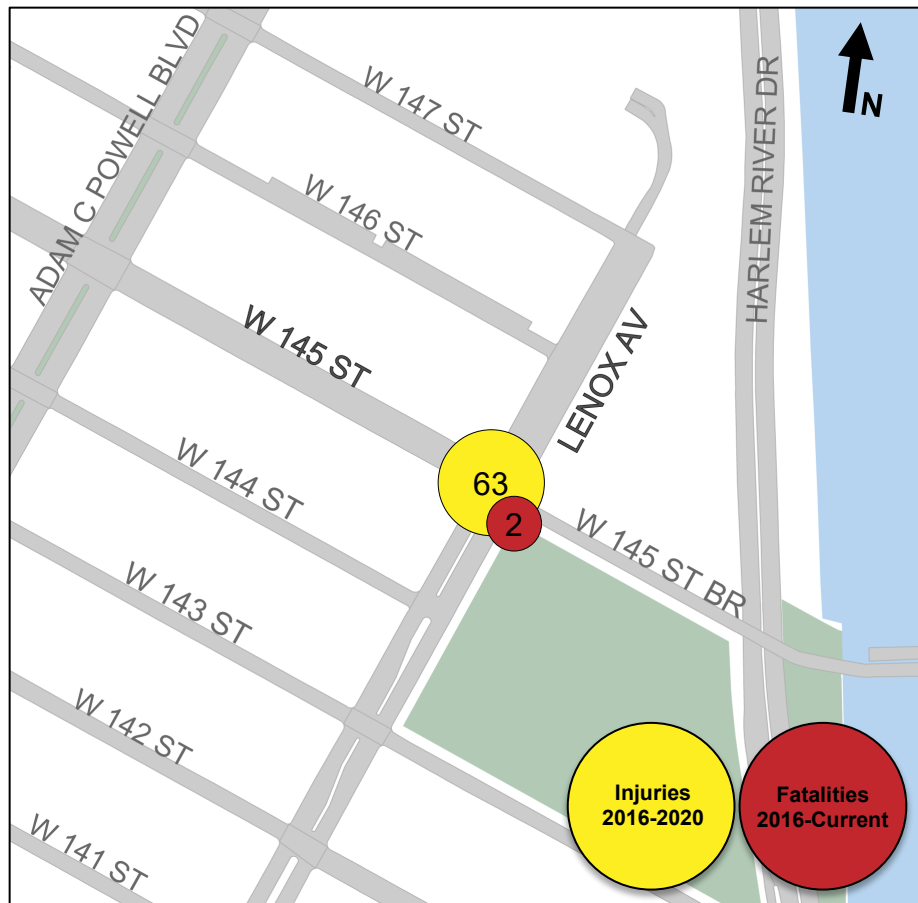 W 147 ST
HARLEM RIVER DR
N
ADAM C POWELL BLVD
W 146 ST
W 145 ST
LENOX AV
63
2
W 144 ST
W 145 ST BR
W 143 ST
W 142 ST
W 141 ST
Injuries
2016-2020
Fatalities
2016-Current